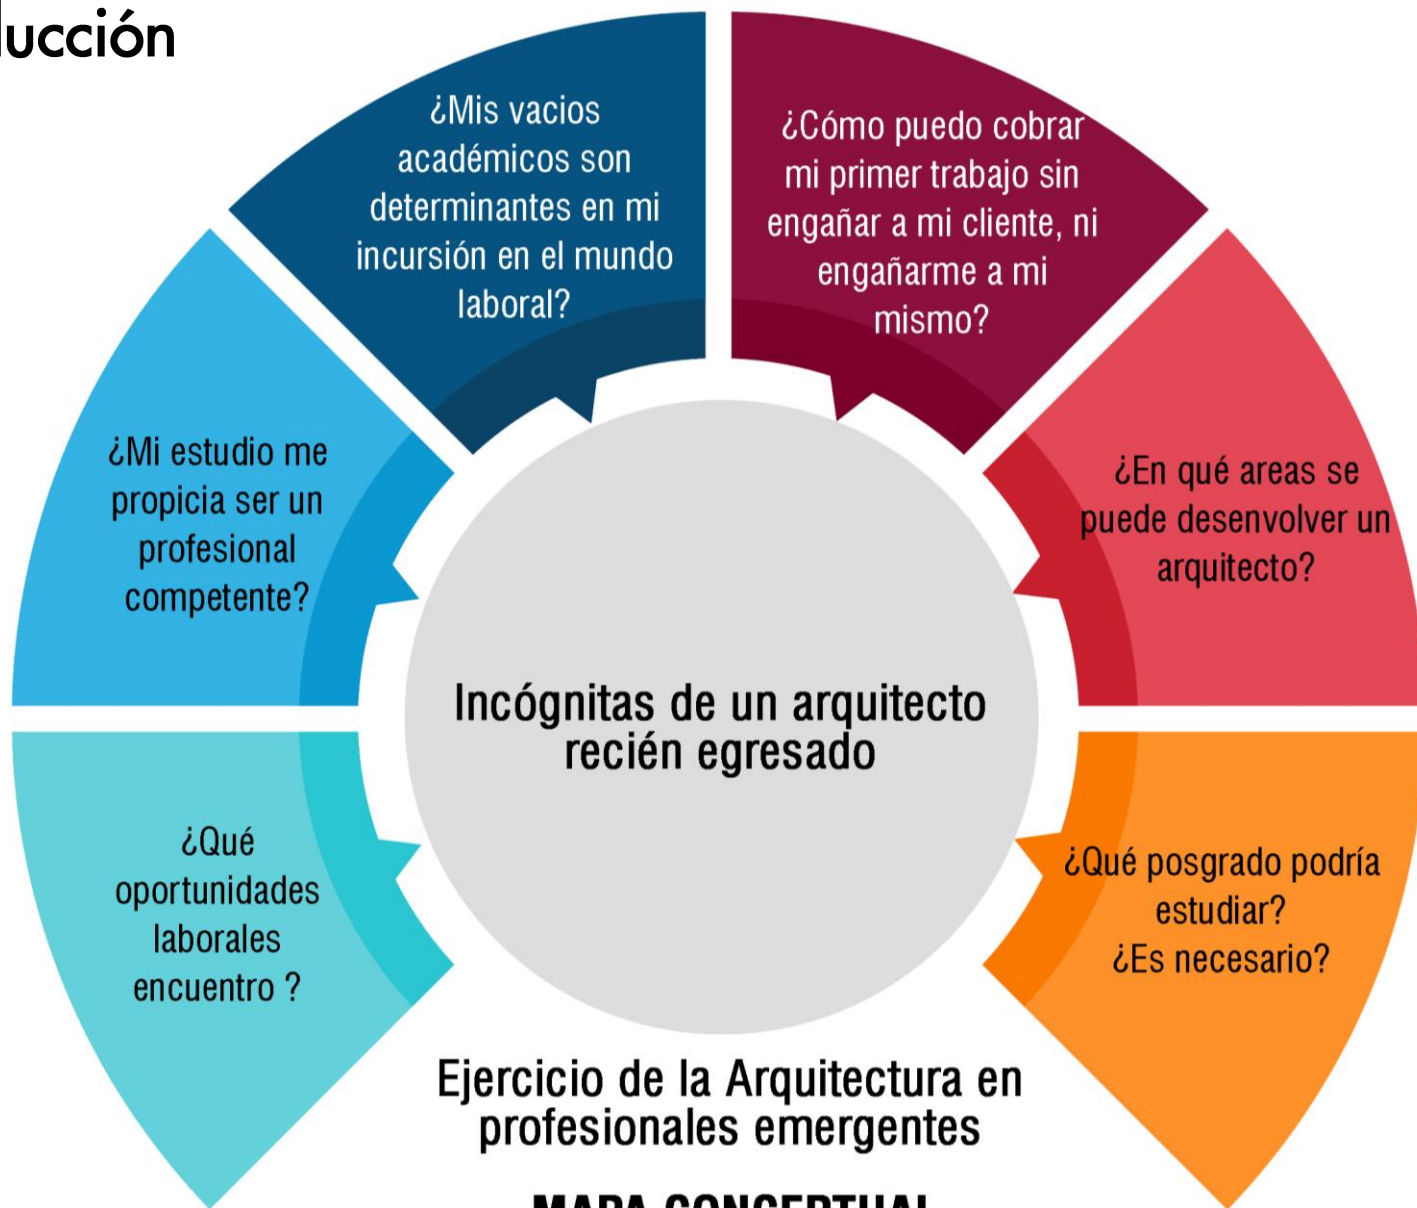 ucción
¿Mis vacios
académicos son
determinantes en mi
incursión en el mundo
laboral?
¿Cómo puedo cobrar
mi primer trabajo sin
engañar a mi cliente, ni
engañarme a mi
mismo?
¿Mi estudio me
propicia ser un
profesional
competente?
¿En qué areas se
puede desenvolver un
arquitecto?
Incógnitas de un arquitecto
recién egresado
¿Qué
oportunidades
laborales
encuentro ?
¿Qué posgrado podría
estudiar?
¿Es necesario?
Ejercicio de la Arquitectura en
profesionales emergentes
MAPA CONCEPTUAL